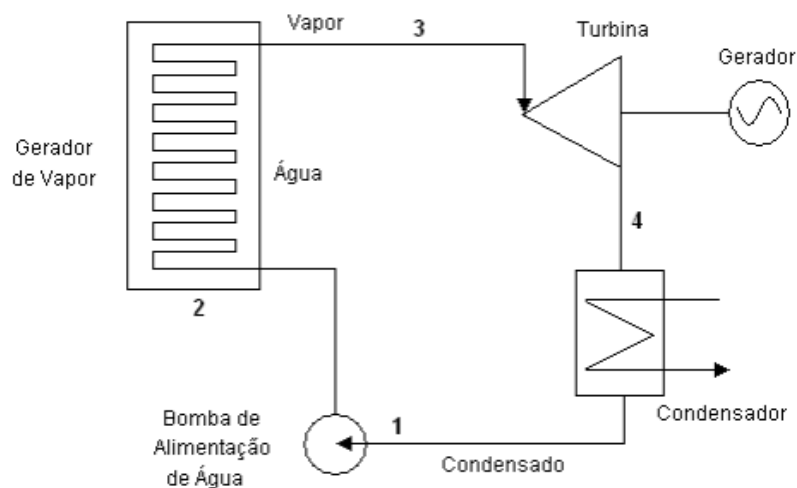 Vapor
3
Turbina
Gerador
Gerador
de Vapor
Água
4
2
Bomba de
Alimentação
de Água
1
Condensado
Condensador